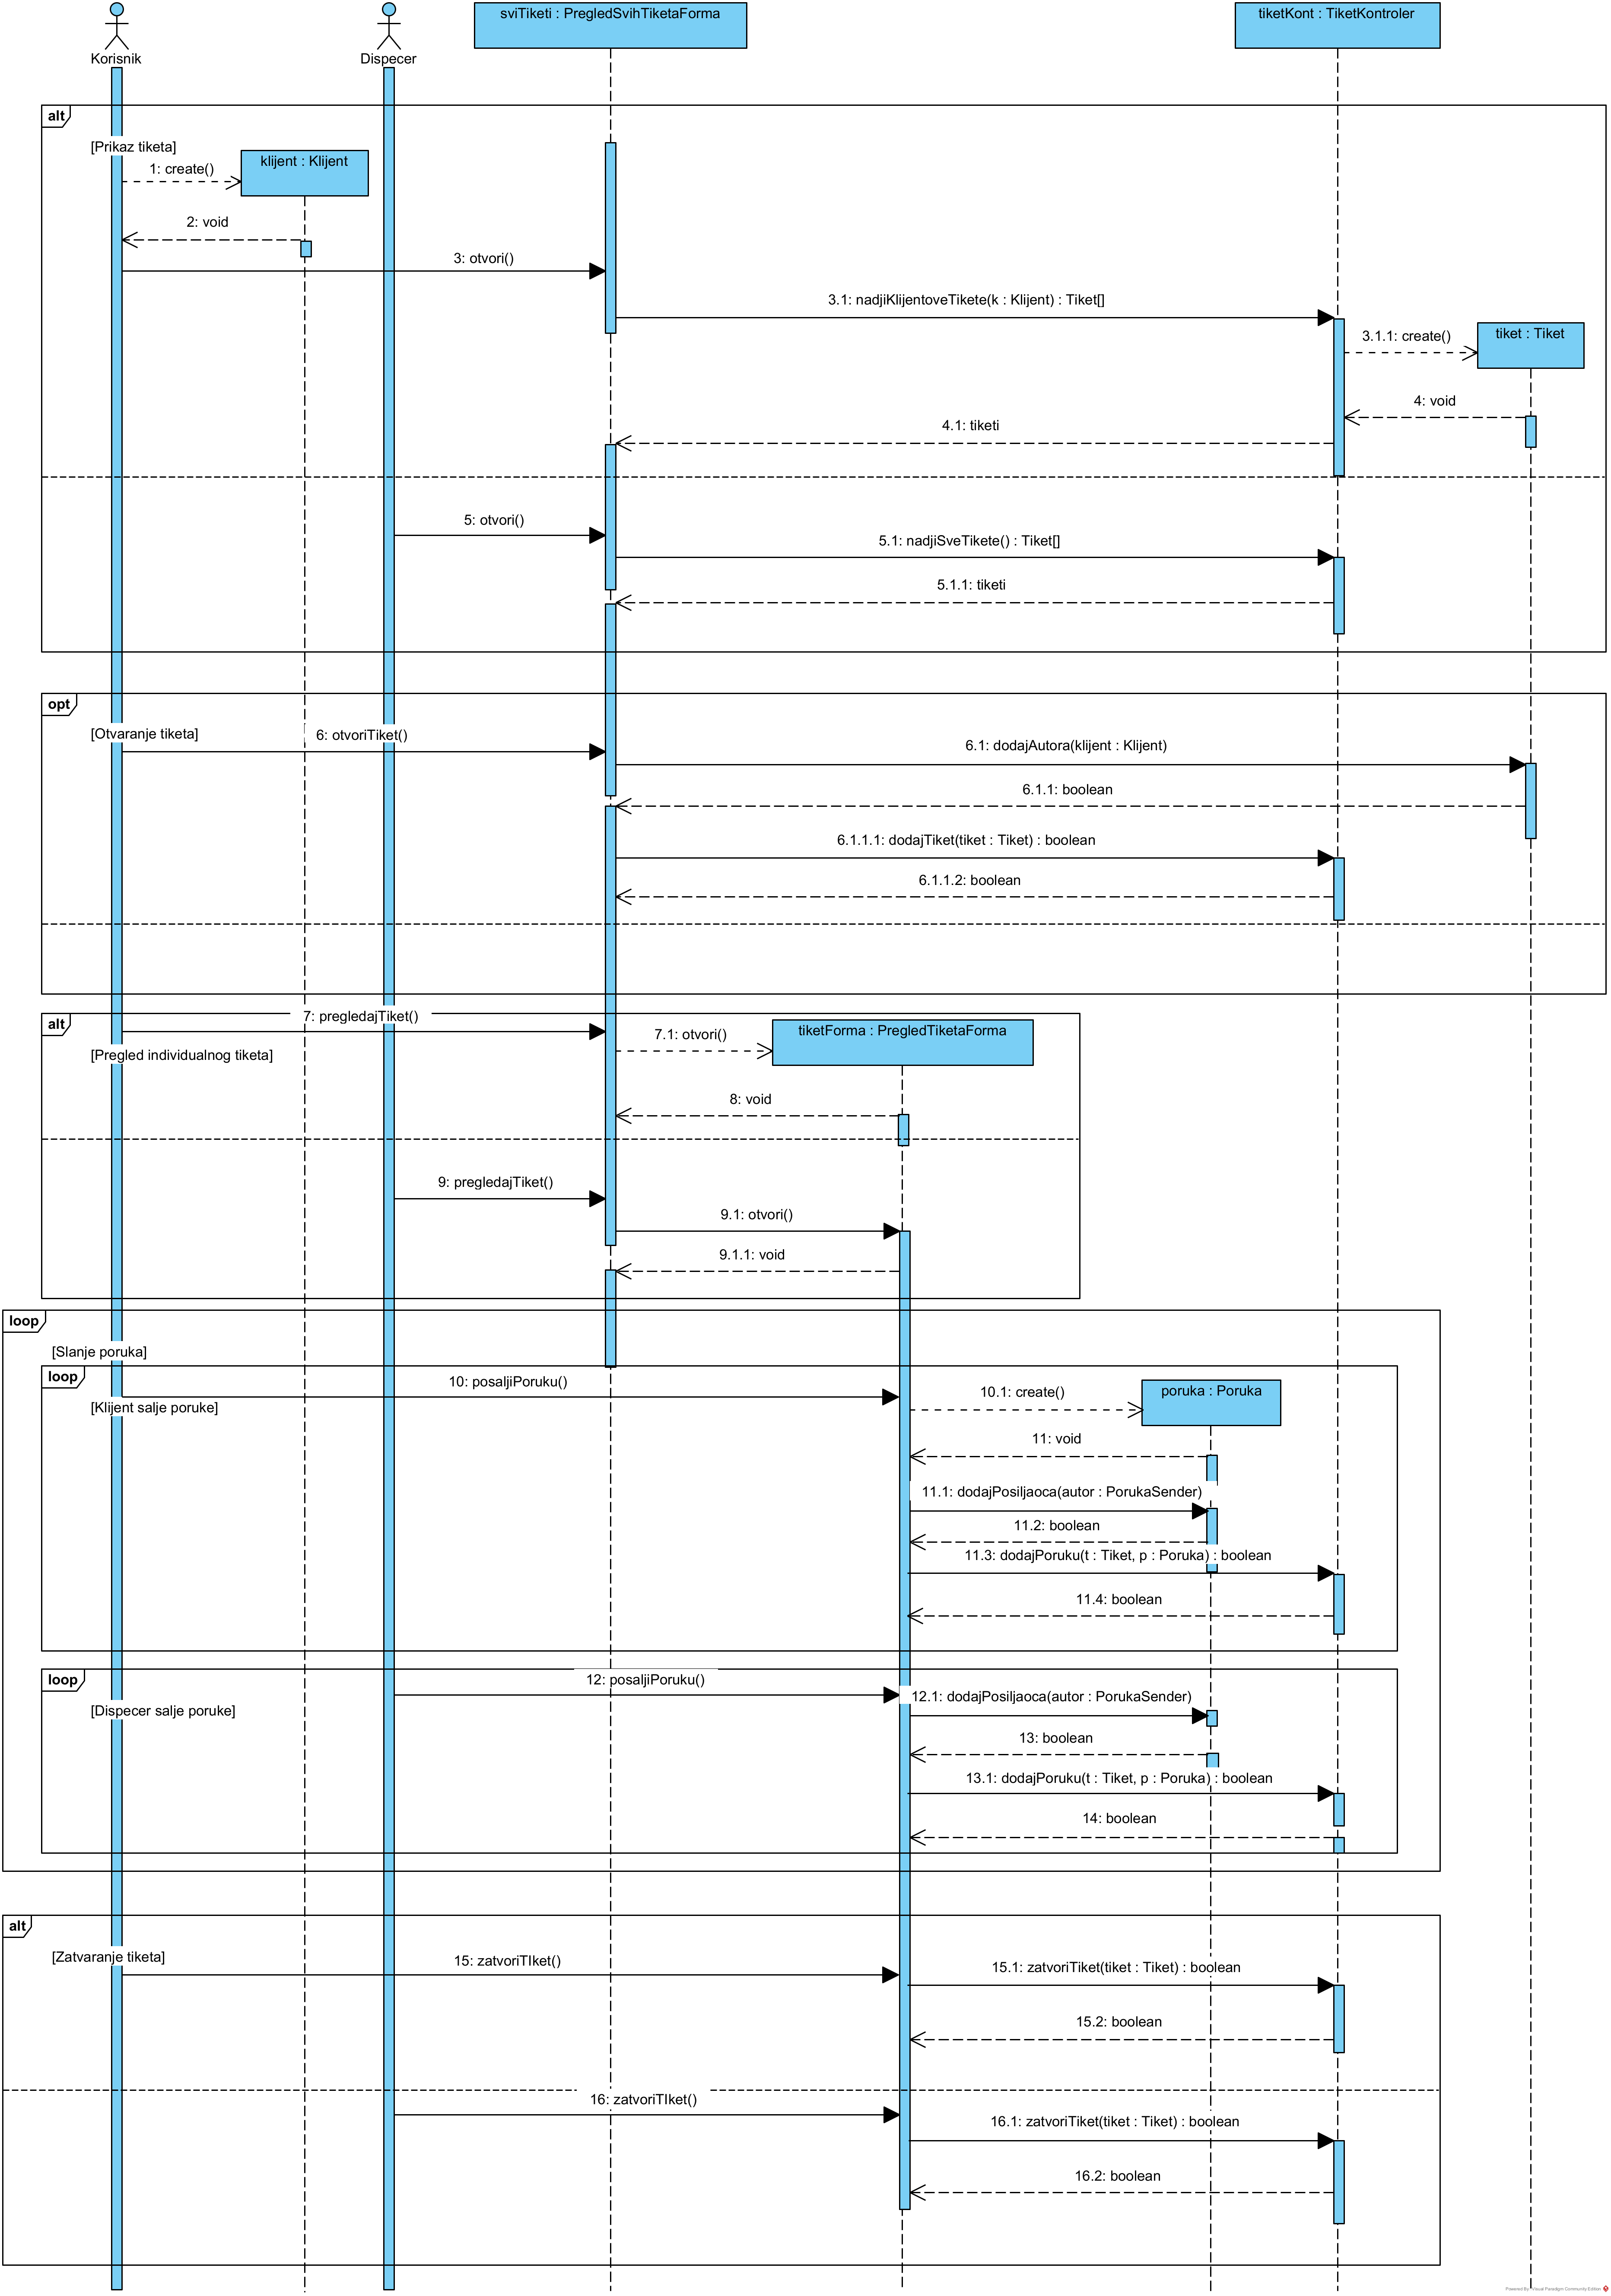 sviTiketi : PregledSvihTiketaForma
tiketKont : TiketKontroler
Korisnik
Dispecer
alt
[Prikaz tiketa]
klijent : Klijent
1: create()
2: void
3: otvori()
3.1: nadjiKlijentoveTikete(k : Klijent) : Tiket[]
3.1.1: create()
tiket : Tiket
4: void
4.1: tiketi
5: otvori()
5.1: nadjiSveTikete() : Tiket[]
5.1.1: tiketi
opt
[Otvaranje tiketa]
6: otvoriTiket()
6.1: dodajAutora(klijent : Klijent)
6.1.1: boolean
6.1.1.1: dodajTiket(tiket : Tiket) : boolean
6.1.1.2: boolean
alt
7: pregledajTiket()
[Pregled individualnog tiketa]
7.1: otvori()
tiketForma : PregledTiketaForma
8: void
9: pregledajTiket()
9.1: otvori()
9.1.1: void
loop
[Slanje poruka]
loop
10: posaljiPoruku()
[Klijent salje poruke]
10.1: create()
poruka : Poruka
11: void
11.1: dodajPosiljaoca(autor : PorukaSender)
11.2: boolean
11.3: dodajPoruku(t : Tiket, p : Poruka) : boolean
11.4: boolean
loop
12: posaljiPoruku()
[Dispecer salje poruke]
12.1: dodajPosiljaoca(autor : PorukaSender)
13: boolean
13.1: dodajPoruku(t : Tiket, p : Poruka) : boolean
14: boolean
alt
[Zatvaranje tiketa]
15: zatvoriTIket()
15.1: zatvoriTiket(tiket : Tiket) : boolean
15.2: boolean
16: zatvoriTIket()
16.1: zatvoriTiket(tiket : Tiket) : boolean
16.2: boolean
Powered By Visual Paradigm Community Edition